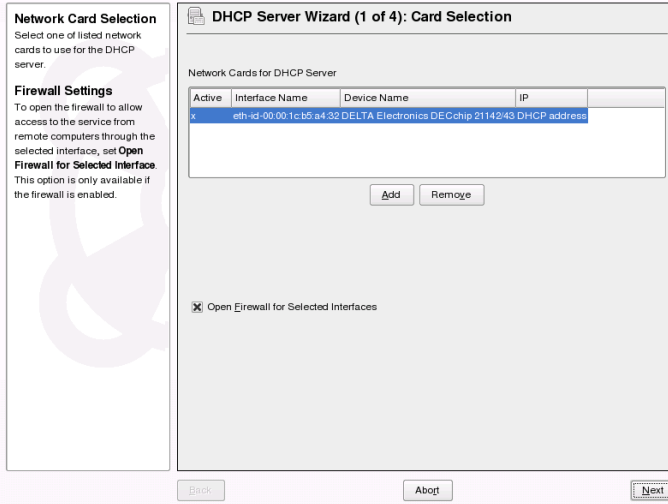 Network Card Selection
Select one of listed network
cards to use for the DHCP
server.
Firewall Settings
To open the firewall to allow
access to the service from
remote computers through the
selected interface, set Open
Firewall for Selected Interface.
This option is only available if
the firewall is enabled.
DHCP Server Wizard (1 of 4): Card Selection
Network Cards for DHCP Server
Active Interface Name Device Name IP
x eth-id-00:00:1c:b5:a4:32 DELTA Electronics DECchip 21142/43 DHCP address
Add Remove
Open Firewall for Selected Interfaces
Back Abort Next